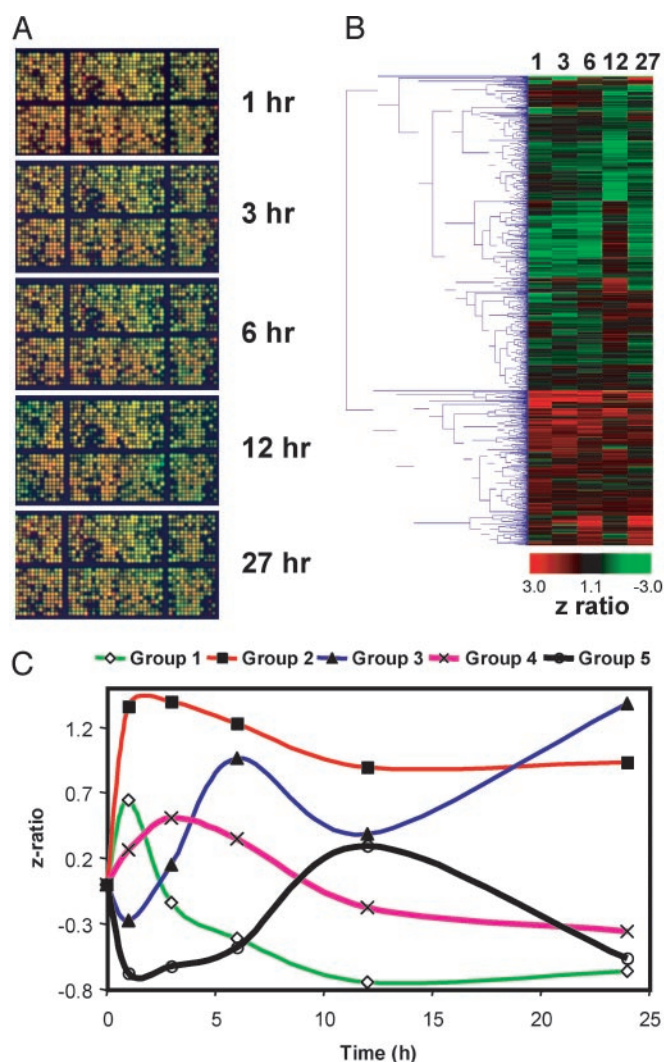 A
1 hr
3 hr
6 hr
12 hr
27 hr
B
1 3 6 12 27
3.0 1.1 -3.0
z ratio
C
Group 1 Group 2 Group 3 Group 4 Group 5
z-ratio
1.2
0.7
0.2
-0.3
-0.8
0 5 10 15 20 25
Time (h)